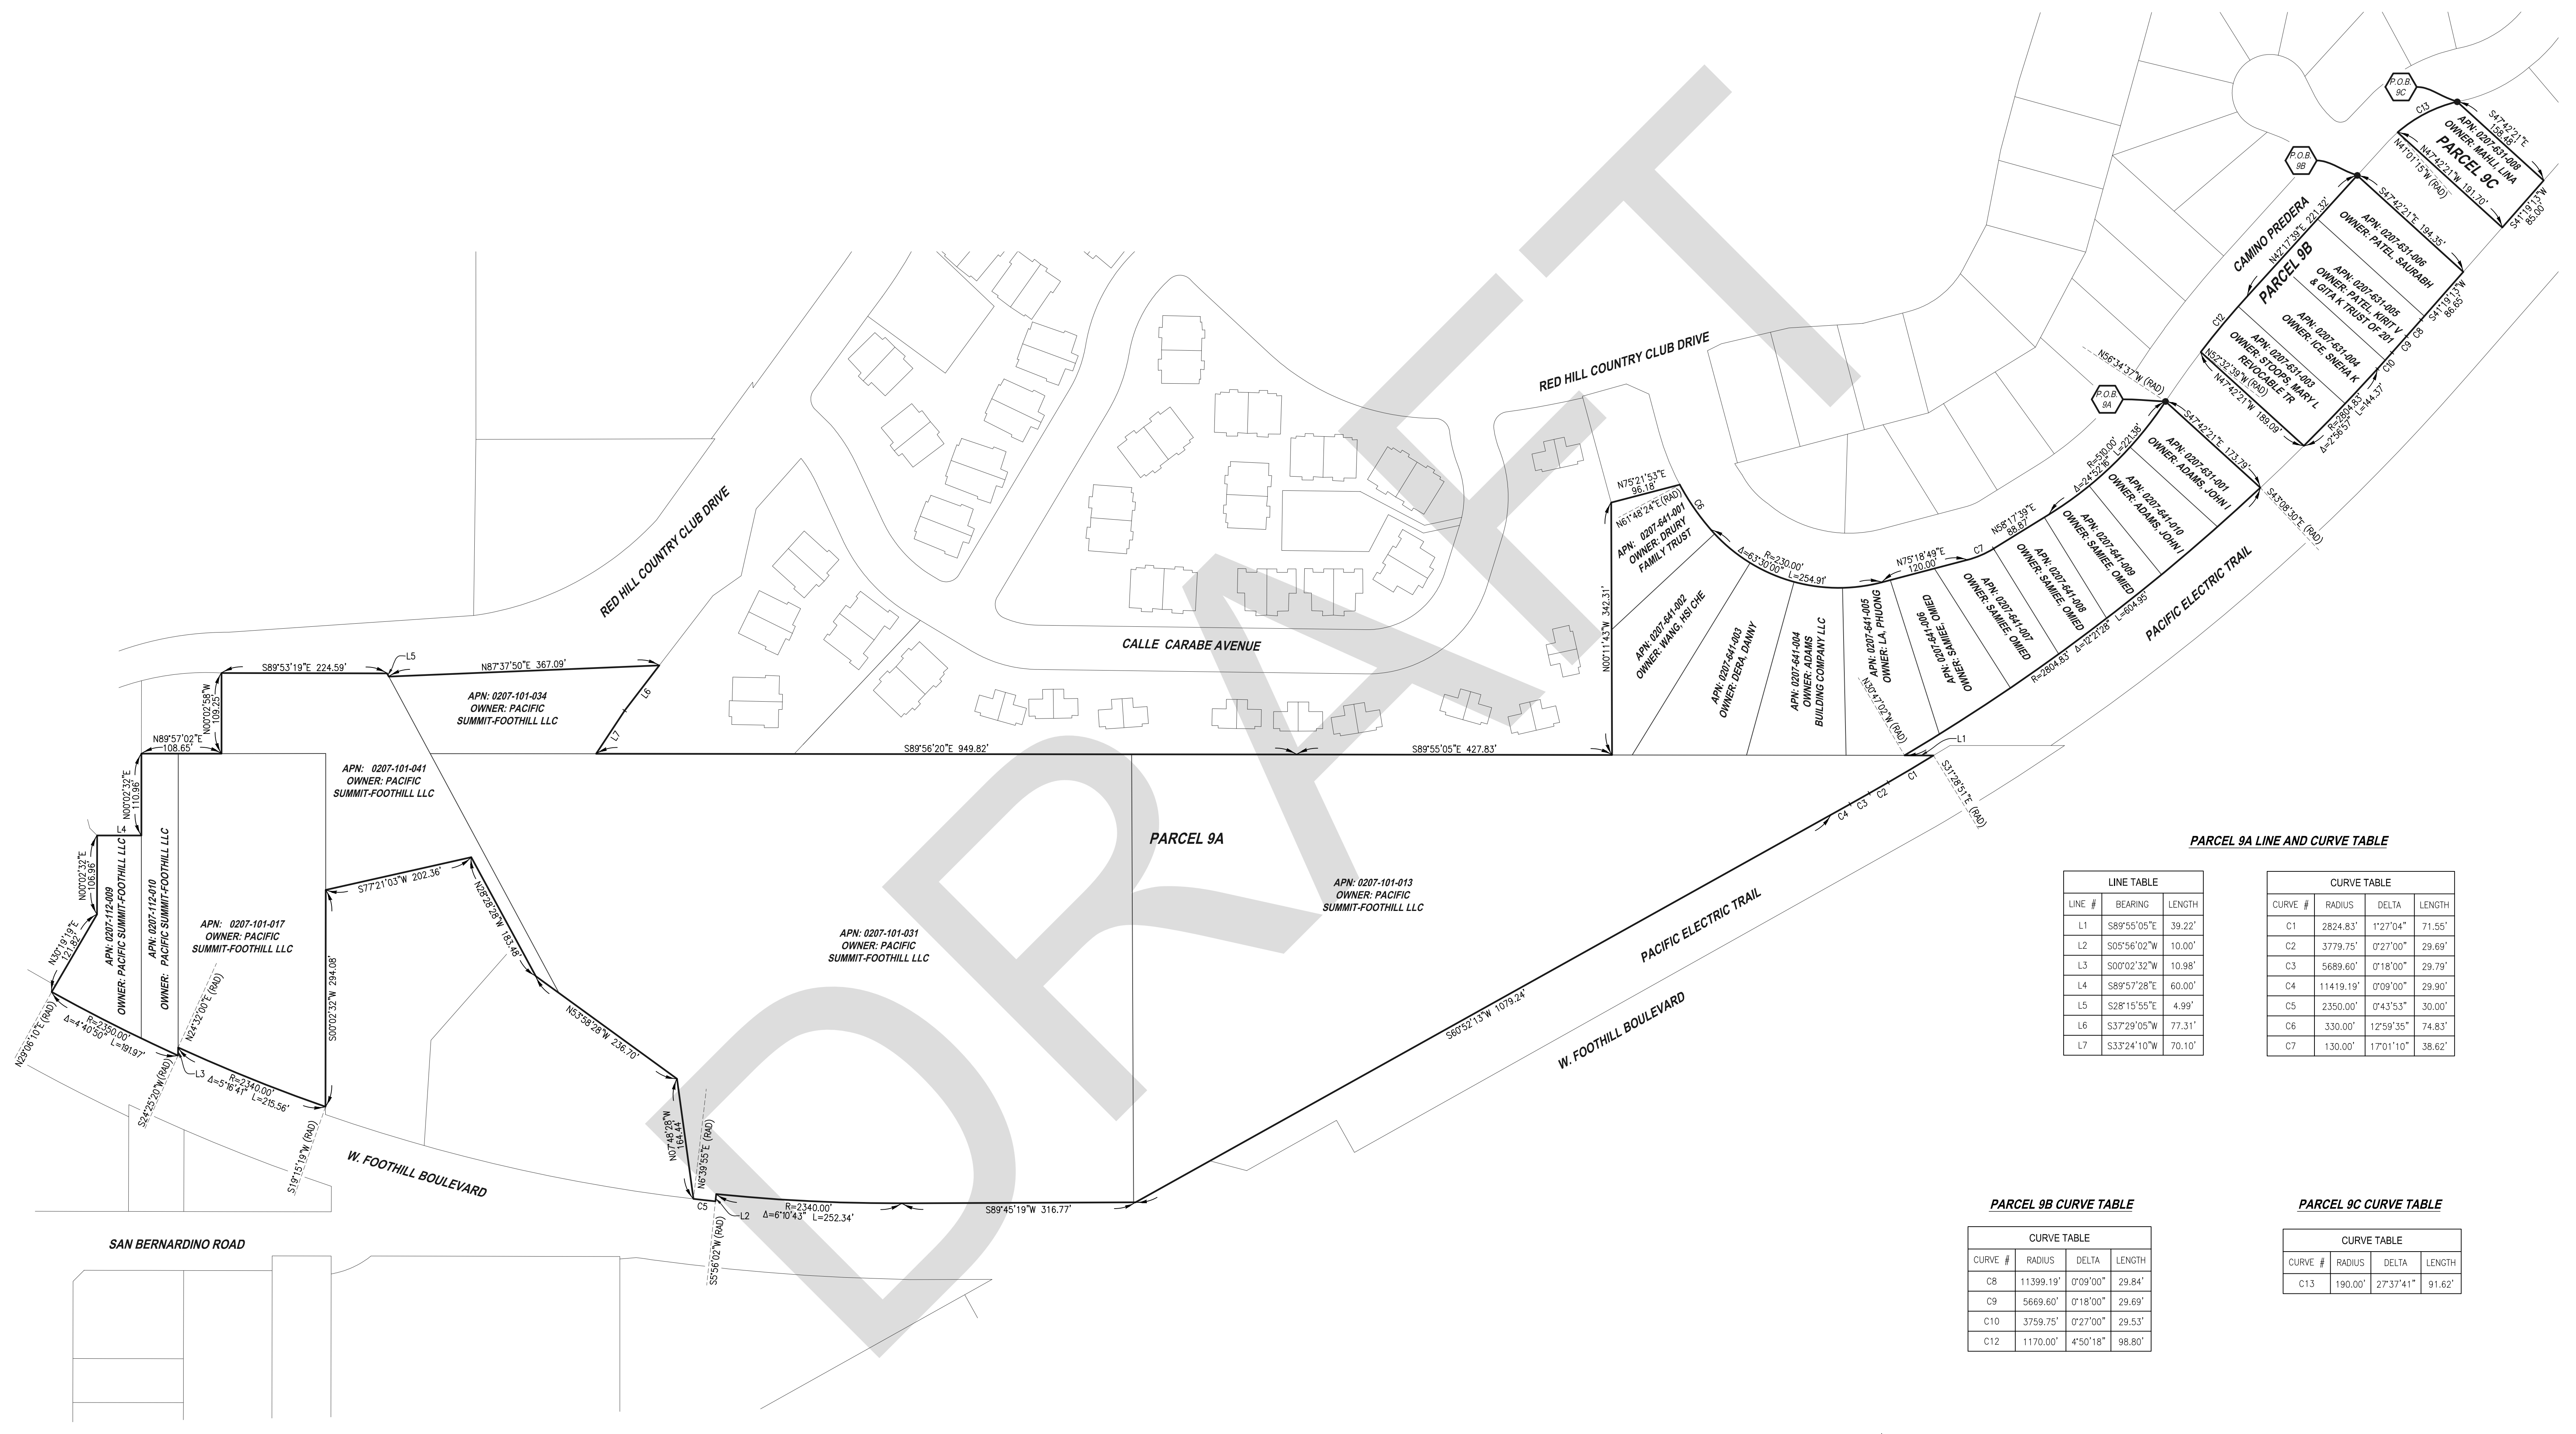 DRAFT
P.O.B.
9C
C13
S47°42'21"E
158.48'
APN: 0207-631-008
OWNER: MAHLI, LINA
PARCEL 9C
N47°42'21"W 191.70'
N41°01'15"W (RAD)
S41°19'13"W
85.00'
P.O.B.
9B
CAMINO PREDERA
N42°17'39"E 221.32'
PARCEL 9B
S47°42'21"E 194.35'
APN: 0207-631-006
OWNER: PATEL, SAURABH
APN: 0207-631-005
OWNER: PATEL, KIRIT V
& GITA K TRUST OF 201
APN: 0207-631-004
OWNER: ICE, SNEHA K
APN: 0207-631-003
OWNER: STOOPS, MARY L
REVOCABLE TR
S41°19'13"W
86.65'
C8
C9
C10
C12
N52°32'39"W (RAD)
N47°42'21"W 189.09'
R=2804.83'
Δ=2°56'57" L=144.37'
RED HILL COUNTRY CLUB DRIVE
N56°34'37"W (RAD)
P.O.B.
9A
S47°42'21"E 173.79'
R=510.00'
Δ=24°52'16" L=221.38'
APN: 0207-631-001
OWNER: ADAMS, JOHN I
APN: 0207-641-010
OWNER: ADAMS, JOHN I
APN: 0207-641-009
OWNER: SAMIEE, OMIED
APN: 0207-641-008
OWNER: SAMIEE, OMIED
APN: 0207-641-007
OWNER: SAMIEE, OMIED
APN: 0207-641-006
OWNER: SAMIEE, OMIED
APN: 0207-641-005
OWNER: LA, PHUONG
APN: 0207-641-004
OWNER: ADAMS
BUILDING COMPANY LLC
APN: 0207-641-003
OWNER: DERA, DANNY
APN: 0207-641-002
OWNER: WANG, HSI CHE
APN: 0207-641-001
OWNER: DRURY
FAMILY TRUST
S43°08'30"E (RAD)
N58°17'39"E
88.87'
C7
N75°18'49"E
120.00'
R=230.00'
Δ=63°30'00" L=254.91'
C6
N75°21'53"E
96.18'
N61°48'24"E (RAD)
N00°11'43"W 342.31'
R=2804.83'
Δ=12°21'28" L=604.95'
PACIFIC ELECTRIC TRAIL
N30°47'02"W (RAD)
L1
S31°28'51"E (RAD)
C1
C2
C3
C4
RED HILL COUNTRY CLUB DRIVE
CALLE CARABE AVENUE
S89°53'19"E 224.59'
L5
N87°37'50"E 367.09'
L6
L7
N00°02'58"W
109.25'
APN: 0207-101-034
OWNER: PACIFIC
SUMMIT-FOOTHILL LLC
N89°57'02"E
108.65'
S89°56'20"E 949.82'
S89°55'05"E 427.83'
N00°02'32"E
110.96'
APN: 0207-101-041
OWNER: PACIFIC
SUMMIT-FOOTHILL LLC
L4
N00°02'32"E
106.96'
PARCEL 9A
N30°19'19"E
121.82'
APN: 0207-112-009
OWNER: PACIFIC SUMMIT-FOOTHILL LLC
APN: 0207-112-010
OWNER: PACIFIC SUMMIT-FOOTHILL LLC
APN: 0207-101-017
OWNER: PACIFIC
SUMMIT-FOOTHILL LLC
S77°21'03"W 202.36'
N28°28'28"W 183.48'
APN: 0207-101-013
OWNER: PACIFIC
SUMMIT-FOOTHILL LLC
APN: 0207-101-031
OWNER: PACIFIC
SUMMIT-FOOTHILL LLC
PACIFIC ELECTRIC TRAIL
S60°52'13"W 1079.24'
W. FOOTHILL BOULEVARD
S00°02'32"W 294.08'
N53°58'28"W 236.70'
N24°32'00"E (RAD)
N29°06'10"E (RAD)
R=2350.00'
Δ=4°40'50" L=191.97'
L3
S24°25'20"W (RAD)
R=2340.00'
Δ=5°16'41" L=215.56'
S19°15'19"W (RAD)
N07°48'28"W
164.44'
N6°39'55"E (RAD)
C5
L2
S5°56'02"W (RAD)
R=2340.00'
Δ=6°10'43" L=252.34'
S89°45'19"W 316.77'
W. FOOTHILL BOULEVARD
SAN BERNARDINO ROAD
PARCEL 9A LINE AND CURVE TABLE
LINE TABLE
LINE # BEARING LENGTH
L1 S89°55'05"E 39.22'
L2 S05°56'02"W 10.00'
L3 S00°02'32"W 10.98'
L4 S89°57'28"E 60.00'
L5 S28°15'55"E 4.99'
L6 S37°29'05"W 77.31'
L7 S33°24'10"W 70.10'
CURVE TABLE
CURVE # RADIUS DELTA LENGTH
C1 2824.83' 1°27'04" 71.55'
C2 3779.75' 0°27'00" 29.69'
C3 5689.60' 0°18'00" 29.79'
C4 11419.19' 0°09'00" 29.90'
C5 2350.00' 0°43'53" 30.00'
C6 330.00' 12°59'35" 74.83'
C7 130.00' 17°01'10" 38.62'
PARCEL 9B CURVE TABLE
CURVE TABLE
CURVE # RADIUS DELTA LENGTH
C8 11399.19' 0°09'00" 29.84'
C9 5669.60' 0°18'00" 29.69'
C10 3759.75' 0°27'00" 29.53'
C12 1170.00' 4°50'18" 98.80'
PARCEL 9C CURVE TABLE
CURVE TABLE
CURVE # RADIUS DELTA LENGTH
C13 190.00' 27°37'41" 91.62'